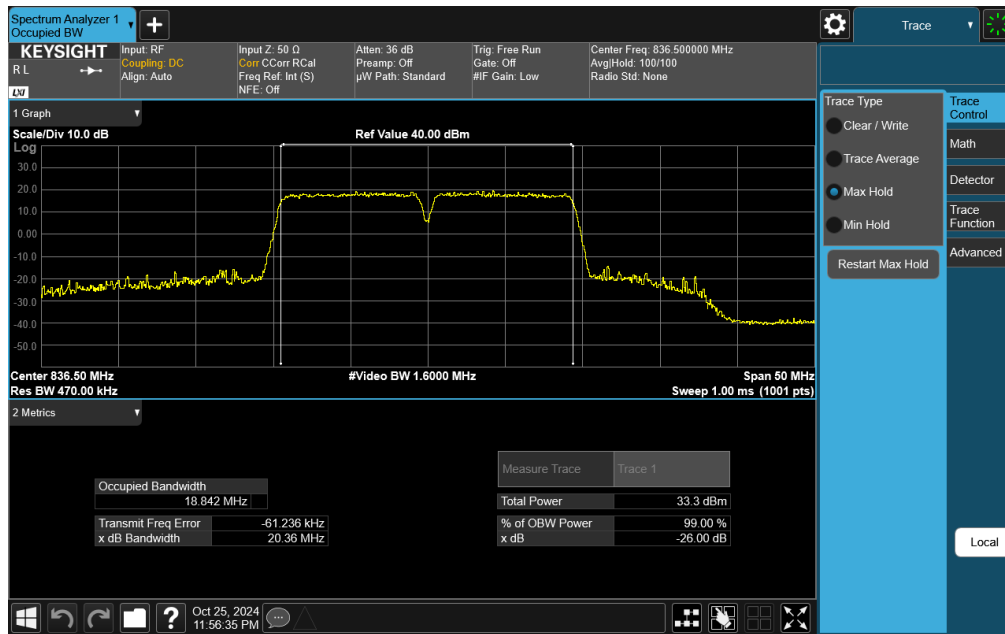 Spectrum Analyzer 1
Occupied BW
Trace
KEYSIGHT
R L
LXI
Input: RF
Coupling: DC
Align: Auto
Input Z: 50 Ω
Corr CCorr RCal
Freq Ref: Int (S)
NFE: Off
Atten: 36 dB
Preamp: Off
µW Path: Standard
Trig: Free Run
Gate: Off
#IF Gain: Low
Center Freq: 836.500000 MHz
Avg|Hold: 100/100
Radio Std: None
1 Graph
Scale/Div 10.0 dB
Ref Value 40.00 dBm
Log
30.0
20.0
10.0
0.00
-10.0
-20.0
-30.0
-40.0
-50.0
Center 836.50 MHz
#Video BW 1.6000 MHz
Span 50 MHz
Res BW 470.00 kHz
Sweep 1.00 ms (1001 pts)
2 Metrics
Measure Trace
Trace 1
Occupied Bandwidth
18.842 MHz
Total Power
33.3 dBm
Transmit Freq Error
-61.236 kHz
% of OBW Power
99.00 %
x dB Bandwidth
20.36 MHz
x dB
-26.00 dB
Trace Type
Clear / Write
Trace Average
Max Hold
Min Hold
Restart Max Hold
Trace
Control
Math
Detector
Trace
Function
Advanced
Local
?
Oct 25, 2024
11:56:35 PM